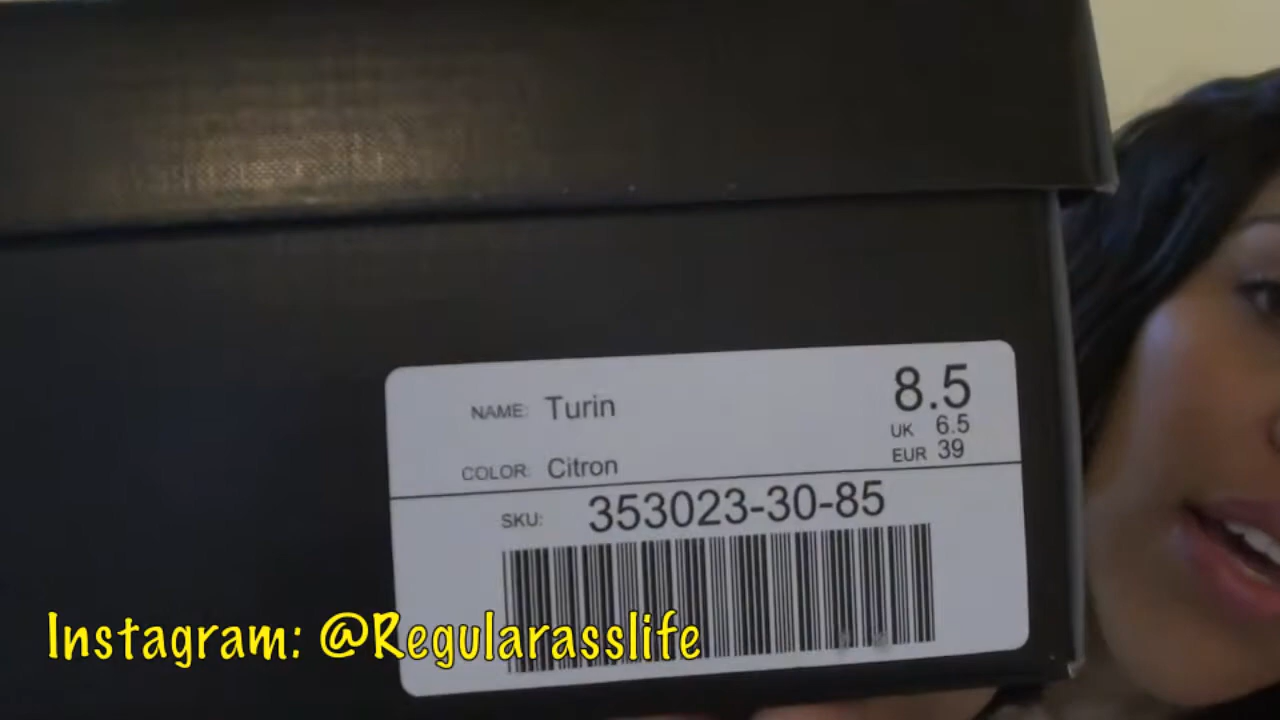 NAME: Turin
8.5
UK 6.5
EUR 39
COLOR: Citron
SKU: 353023-30-85
Instagram: @Regularasslife